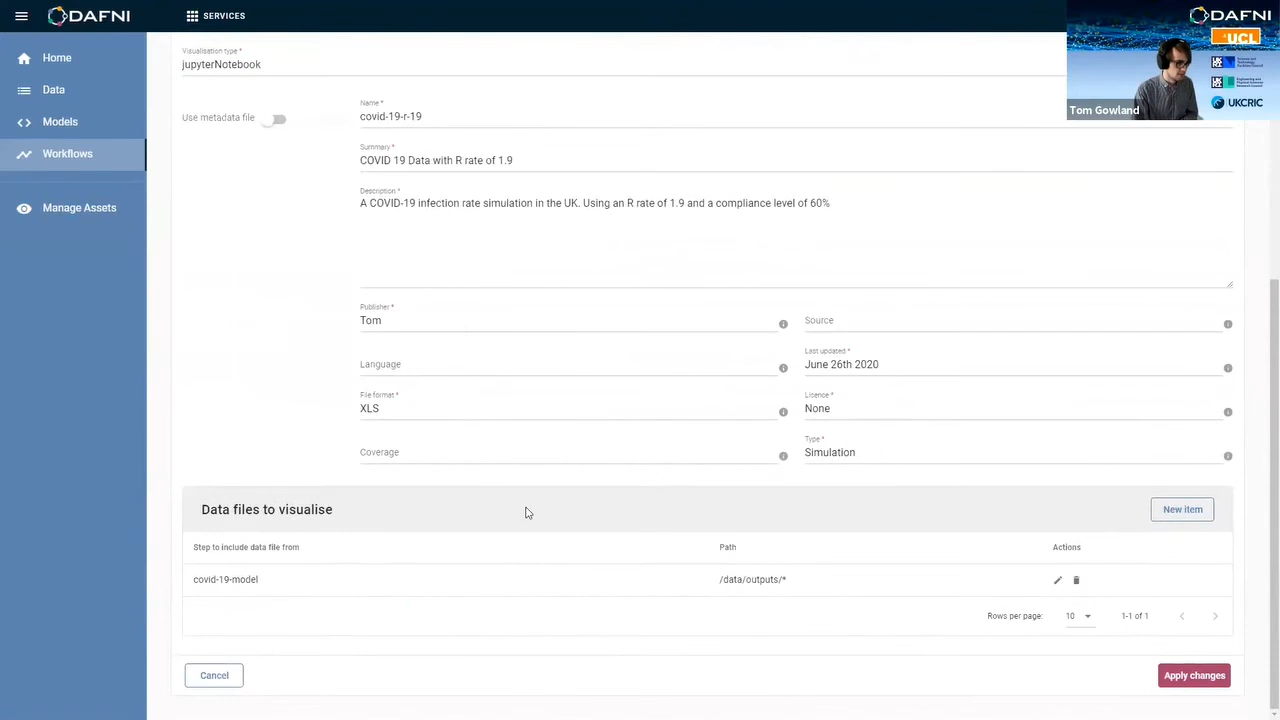 DAFNI
SERVICES
DAFNI
UCL
UKCRIC
Tom Gowland
Home
Data
Models
Workflows
Manage Assets
Visualisation type *
jupyterNotebook
Use metadata file
Name *
covid-19-r-19
Summary *
COVID 19 Data with R rate of 1.9
Description *
A COVID-19 infection rate simulation in the UK. Using an R rate of 1.9 and a compliance level of 60%
Publisher *
Tom
Source
Language
Last updated *
June 26th 2020
File format *
XLS
Licence *
None
Coverage
Type *
Simulation
Data files to visualise
New item
Step to include data file from
Path
Actions
covid-19-model
/data/outputs/*
Rows per page:
10
1-1 of 1
Cancel
Apply changes